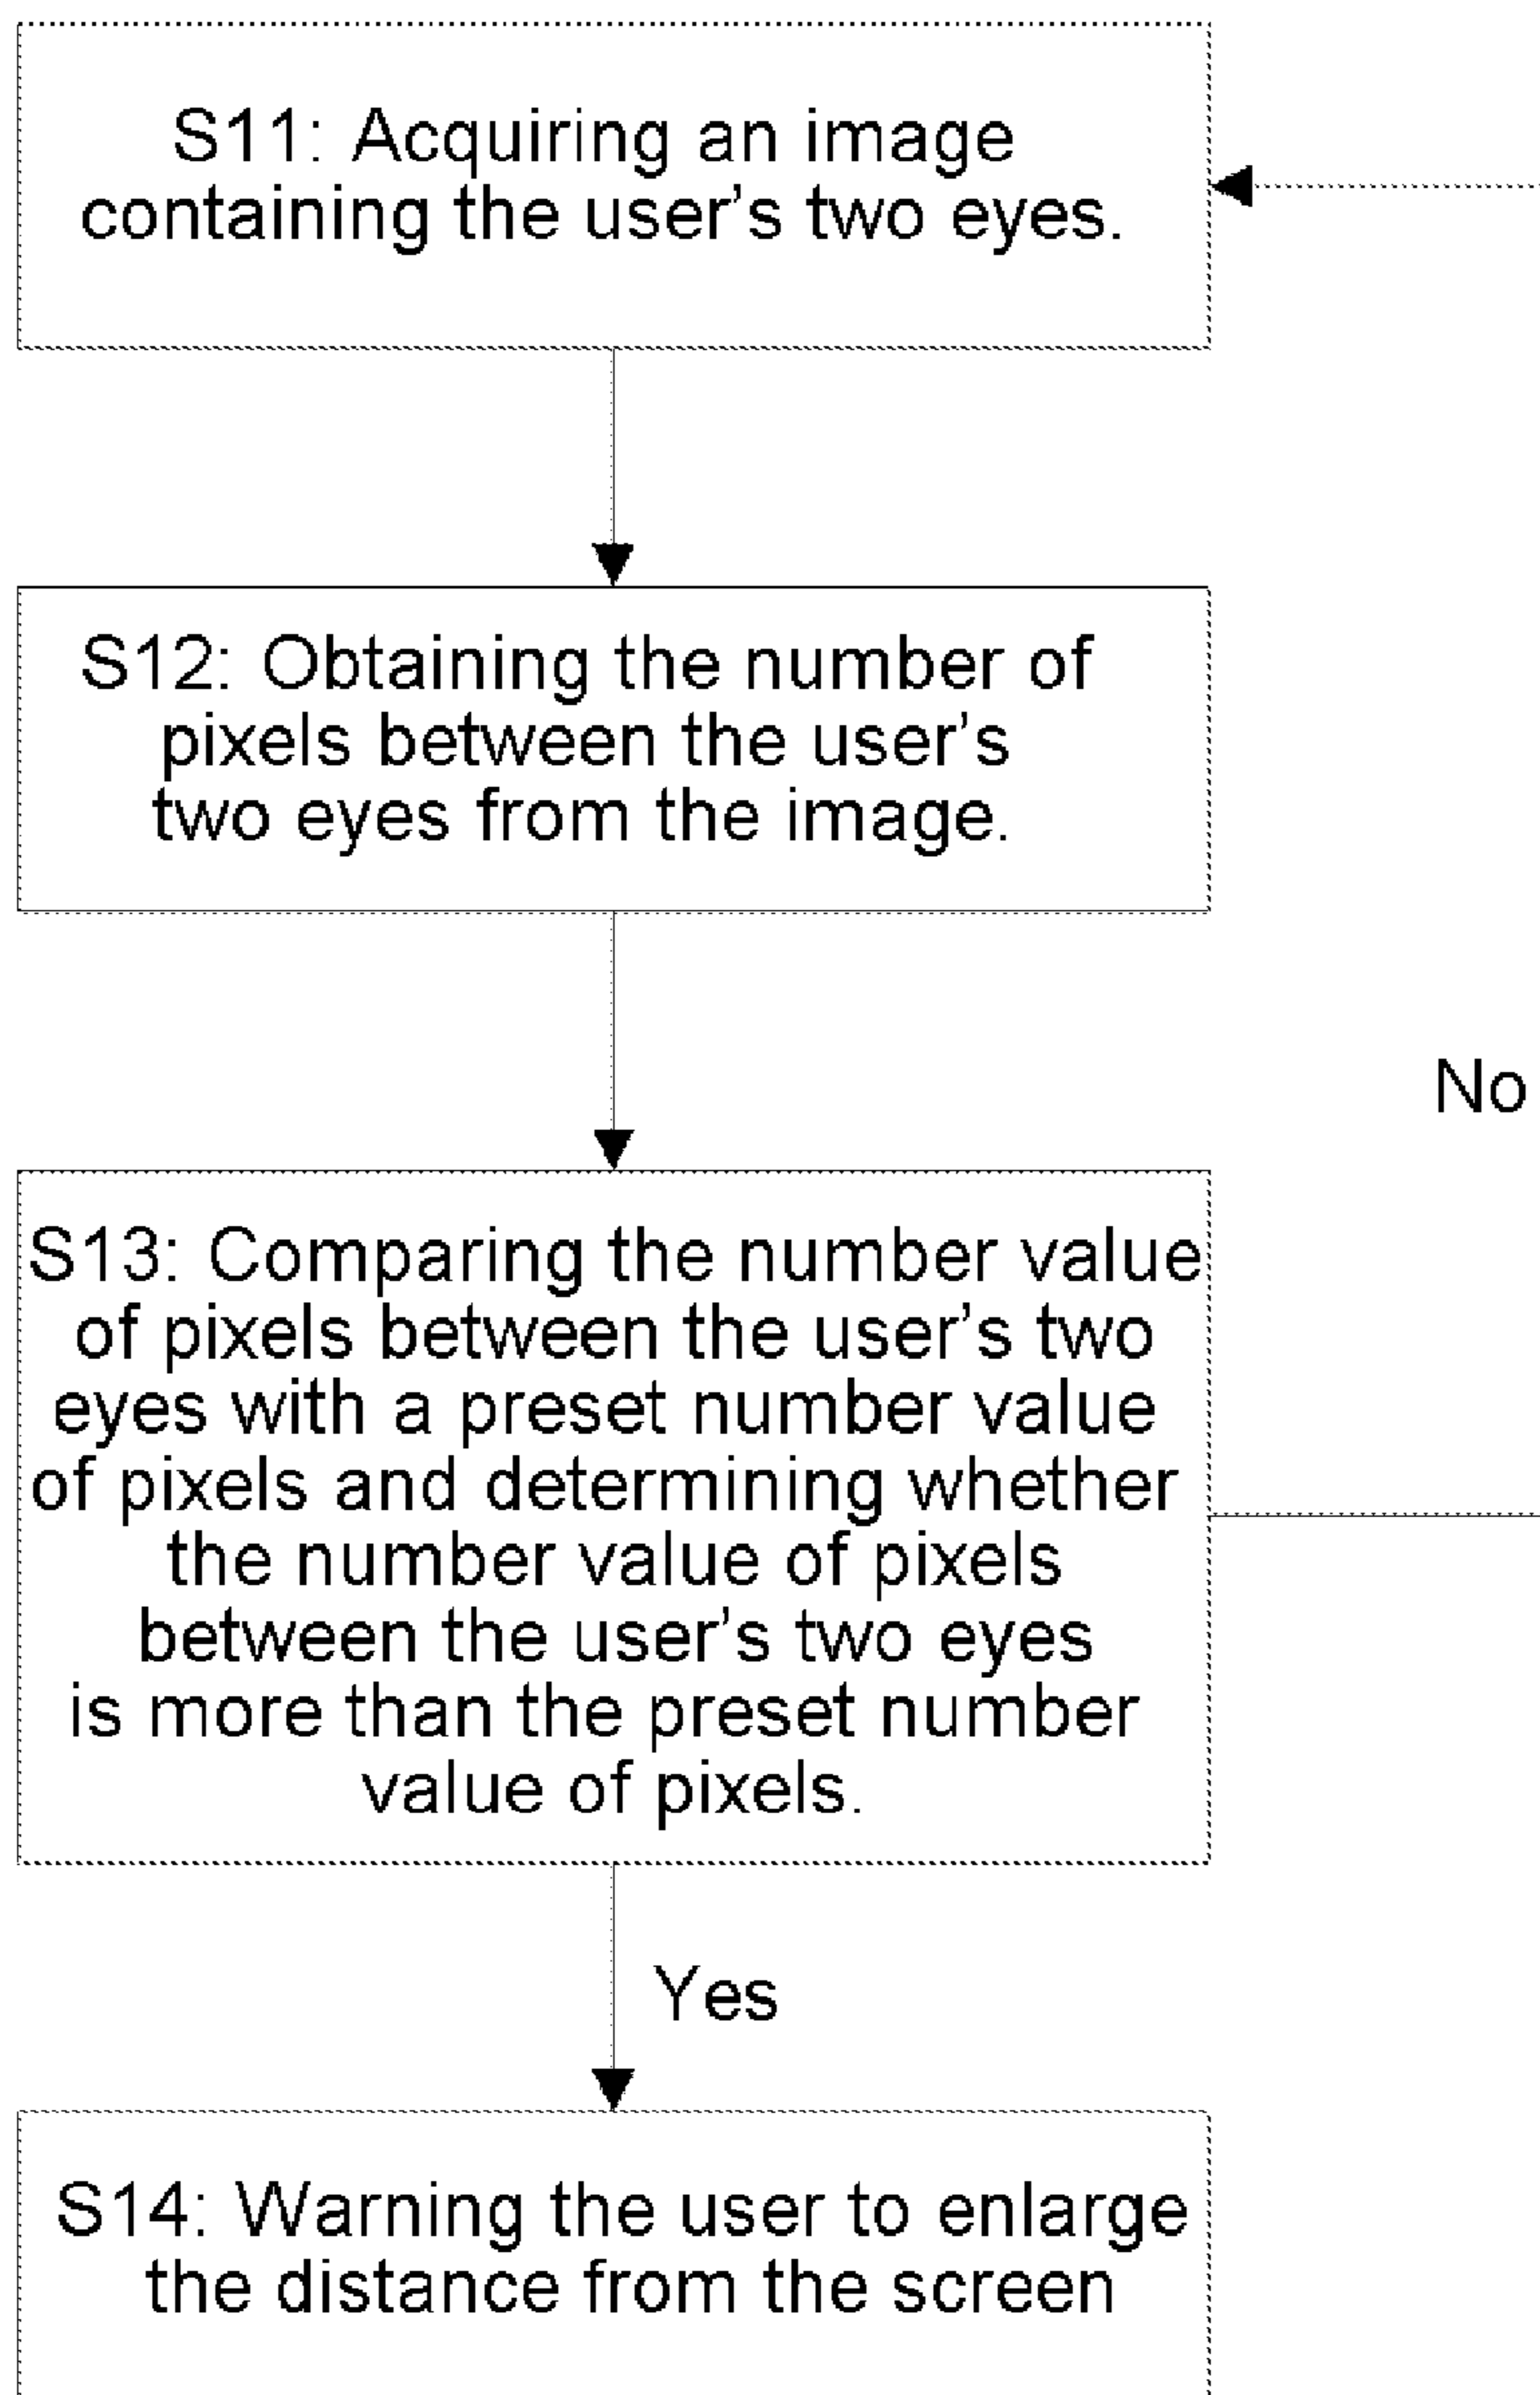 S11: Acquiring an image
containing the user's two eyes.
S12: Obtaining the number of
pixels between the user's
two eyes from the image.
No
S13: Comparing the number value
of pixels between the user's two
eyes with a preset number value
of pixels and determining whether
the number value of pixels
between the user's two eyes
is more than the preset number
value of pixels.
Yes
S14: Warning the user to enlarge
the distance from the screen